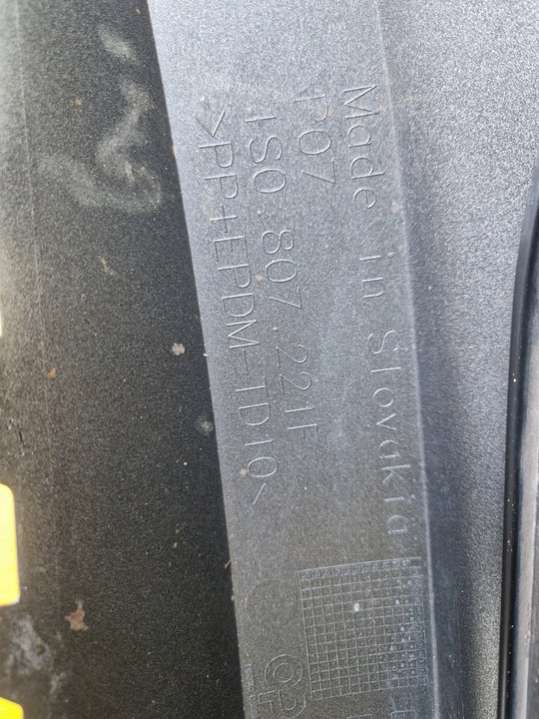 Made in Slovakia
P07
1S0.807.221F
>PP+EPDM-TD10<